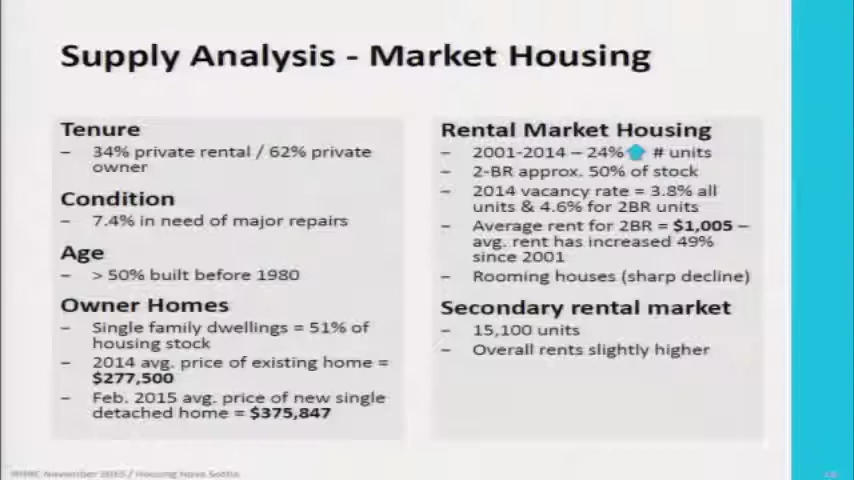 Supply Analysis - Market Housing
Tenure
– 34% private rental / 62% private
owner
Condition
– 7.4% in need of major repairs
Age
– > 50% built before 1980
Owner Homes
– Single family dwellings = 51% of
housing stock
– 2014 avg. price of existing home =
$277,500
– Feb. 2015 avg. price of new single
detached home = $375,847
Rental Market Housing
– 2001-2014 – 24% # units
– 2-BR approx. 50% of stock
– 2014 vacancy rate = 3.8% all
units & 4.6% for 2BR units
– Average rent for 2BR = $1,005 –
avg. rent has increased 49%
since 2001
– Rooming houses (sharp decline)
Secondary rental market
– 15,100 units
– Overall rents slightly higher
November 2015 / Housing Nova Scotia